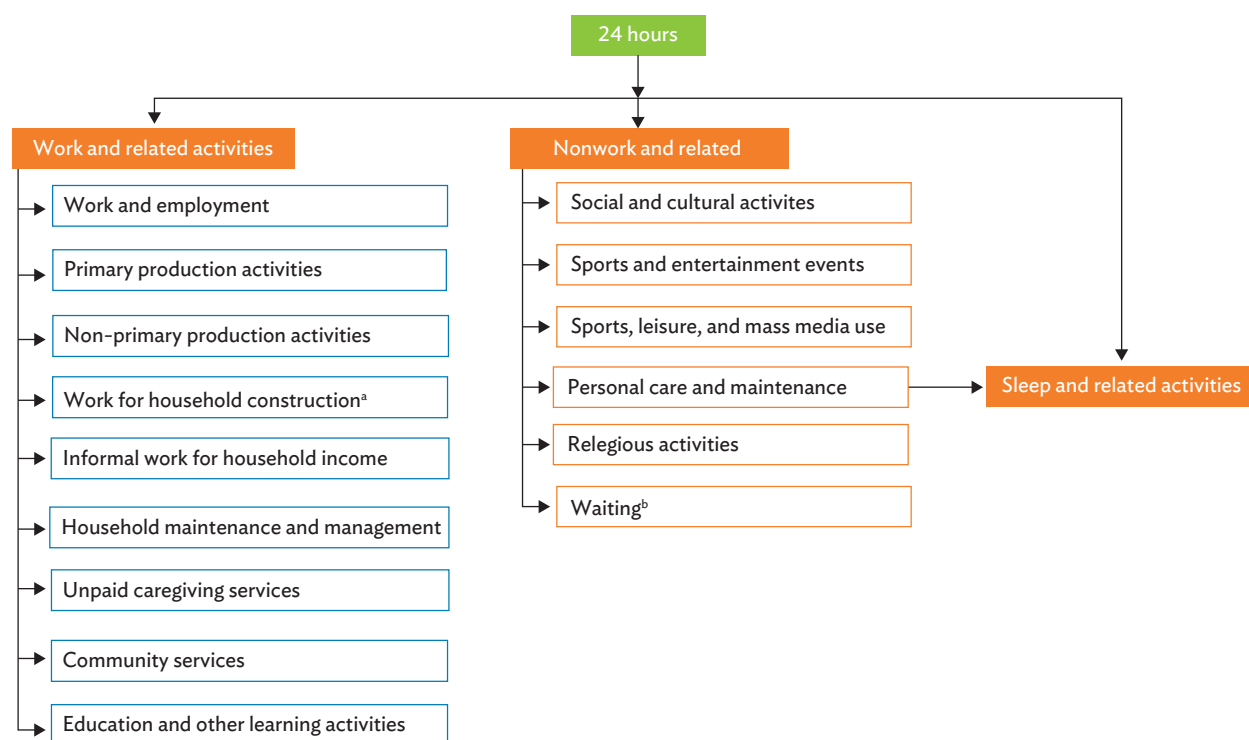 24 hours
Work and related activities
Work and employment
Primary production activities
Non-primary production activities
Work for household constructionᵃ
Informal work for household income
Household maintenance and management
Unpaid caregiving services
Community services
Education and other learning activities
Nonwork and related
Social and cultural activites
Sports and entertainment events
Sports, leisure, and mass media use
Personal care and maintenance
Relegious activities
Waitingᵇ
Sleep and related activities